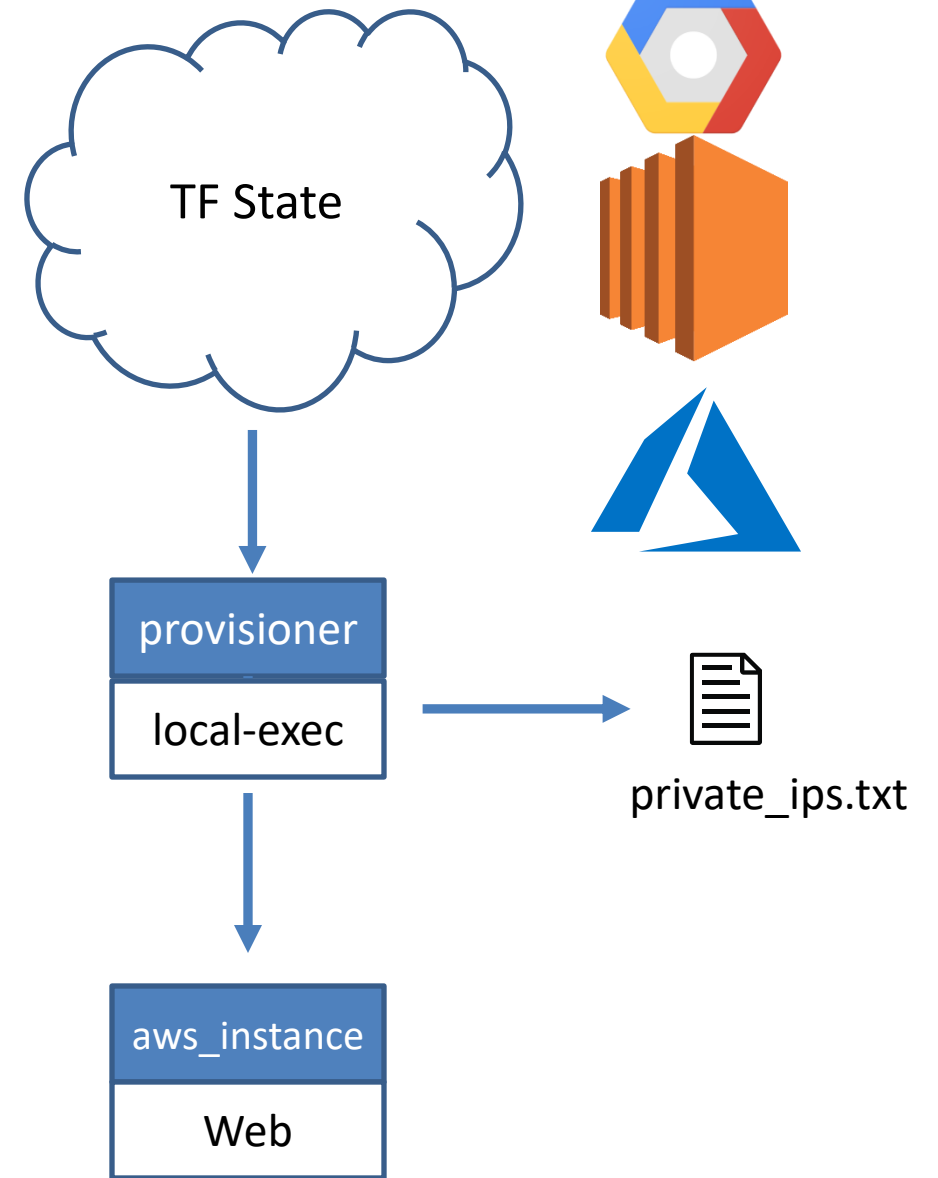 TF State
provisioner
local-exec
private_ips.txt
aws_instance
Web